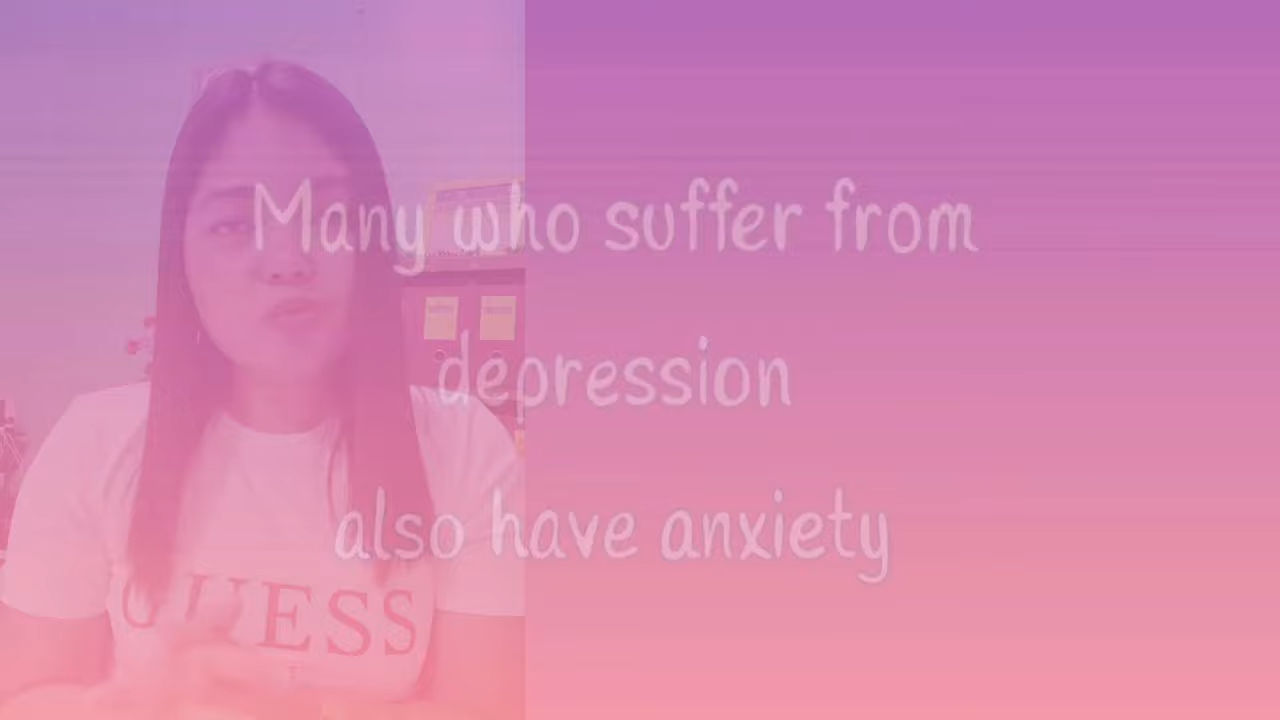 Many who suffer from
depression
also have anxiety
GUESS